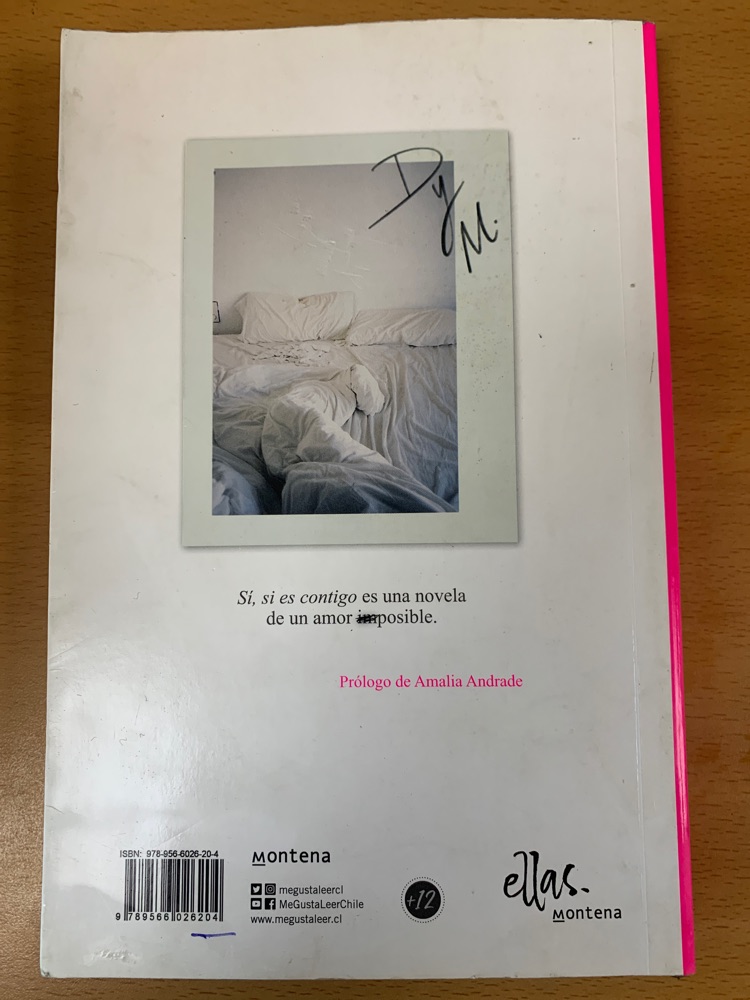 D y
M.
Sí, si es contigo es una novela
de un amor imposible.
Prólogo de Amalia Andrade
ISBN: 978-956-6026-20-4
9 789566 026204
montena
megustaleercl
MeGustaLeerChile
www.megustaleer.cl
+12
ellas.
montena